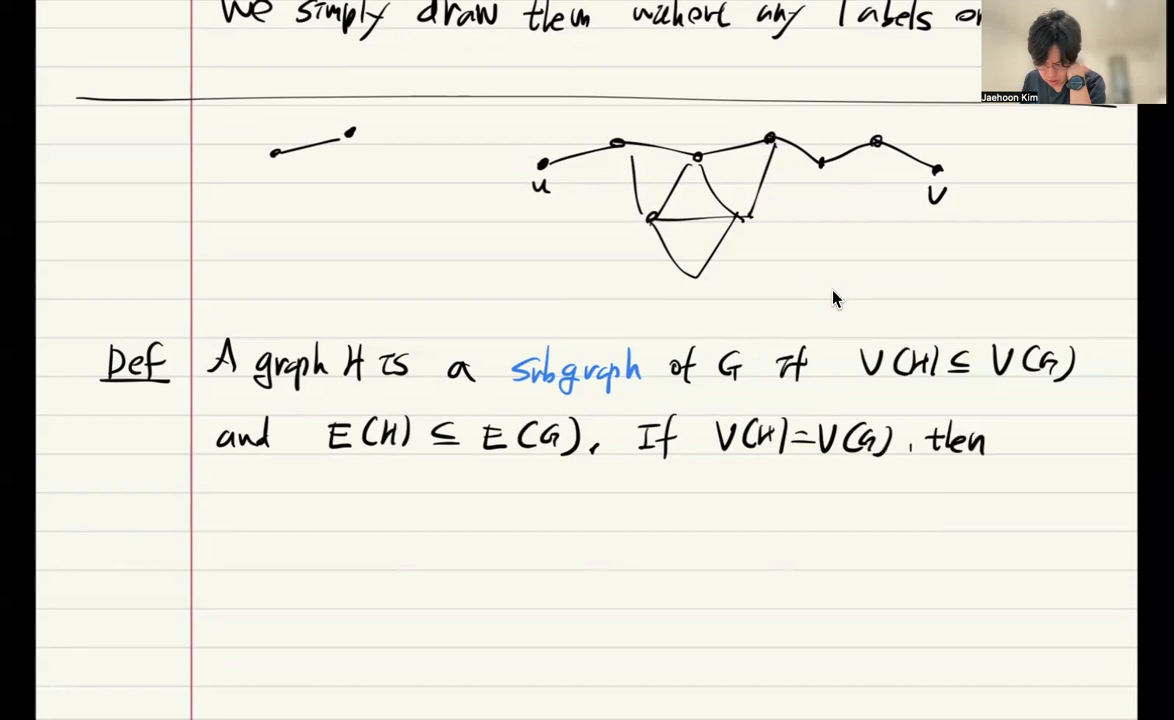 We simply draw them without any labels or
Jaehoon Kim
u
v
Def A graph H is a subgraph of G if V(H) ⊆ V(G)
and E(H) ⊆ E(G). If V(H)=V(G), then